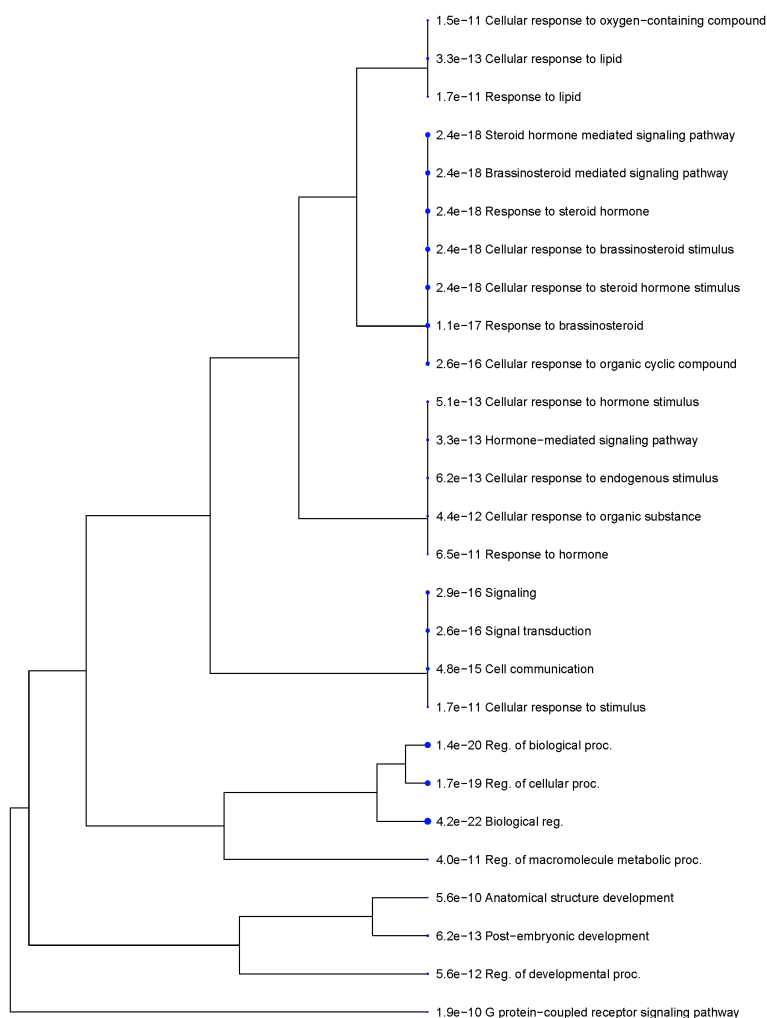 1.5e−11 Cellular response to oxygen−containing compound
3.3e−13 Cellular response to lipid
1.7e−11 Response to lipid
2.4e−18 Steroid hormone mediated signaling pathway
2.4e−18 Brassinosteroid mediated signaling pathway
2.4e−18 Response to steroid hormone
2.4e−18 Cellular response to brassinosteroid stimulus
2.4e−18 Cellular response to steroid hormone stimulus
1.1e−17 Response to brassinosteroid
2.6e−16 Cellular response to organic cyclic compound
5.1e−13 Cellular response to hormone stimulus
3.3e−13 Hormone−mediated signaling pathway
6.2e−13 Cellular response to endogenous stimulus
4.4e−12 Cellular response to organic substance
6.5e−11 Response to hormone
2.9e−16 Signaling
2.6e−16 Signal transduction
4.8e−15 Cell communication
1.7e−11 Cellular response to stimulus
1.4e−20 Reg. of biological proc.
1.7e−19 Reg. of cellular proc.
4.2e−22 Biological reg.
4.0e−11 Reg. of macromolecule metabolic proc.
5.6e−10 Anatomical structure development
6.2e−13 Post−embryonic development
5.6e−12 Reg. of developmental proc.
1.9e−10 G protein−coupled receptor signaling pathway